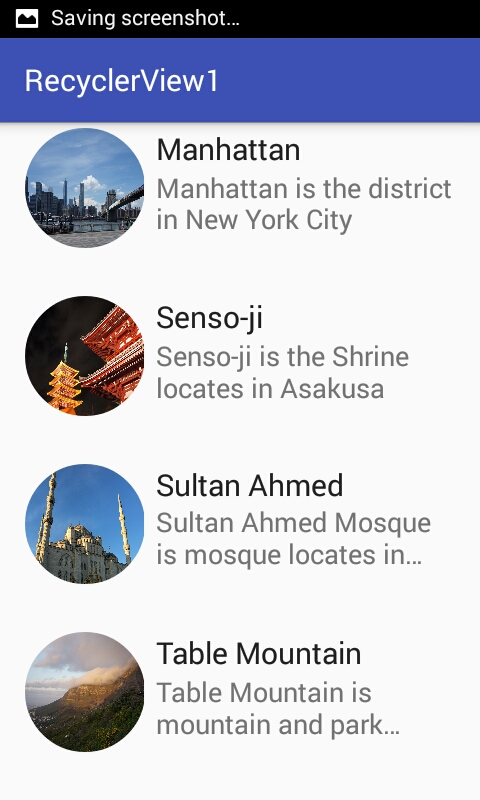 Saving screenshot...
RecyclerView1
Manhattan
Manhattan is the district
in New York City
Senso-ji
Senso-ji is the Shrine
locates in Asakusa
Sultan Ahmed
Sultan Ahmed Mosque
is mosque locates in...
Table Mountain
Table Mountain is
mountain and park...